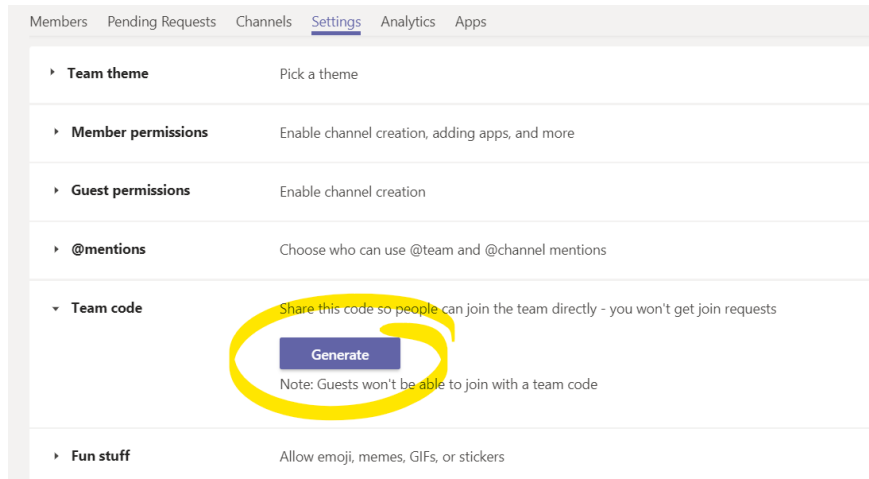 Members Pending Requests Channels Settings Analytics Apps
Team theme Pick a theme
Member permissions Enable channel creation, adding apps, and more
Guest permissions Enable channel creation
@mentions Choose who can use @team and @channel mentions
Team code Share this code so people can join the team directly - you won't get join requests
Generate
Note: Guests won't be able to join with a team code
Fun stuff Allow emoji, memes, GIFs, or stickers